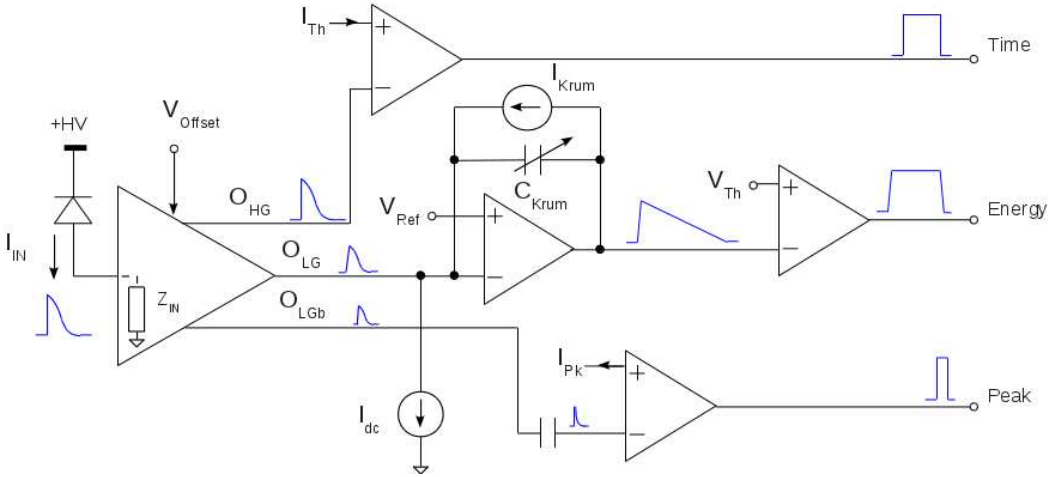 I_Th
+
−
Time
I_Krum
+HV
V_Offset
C_Krum
O_HG
V_Th
+
−
Energy
V_Ref
+
−
I_IN
O_LG
-
Z_IN
O_LGb
I_Pk
+
−
Peak
I_dc